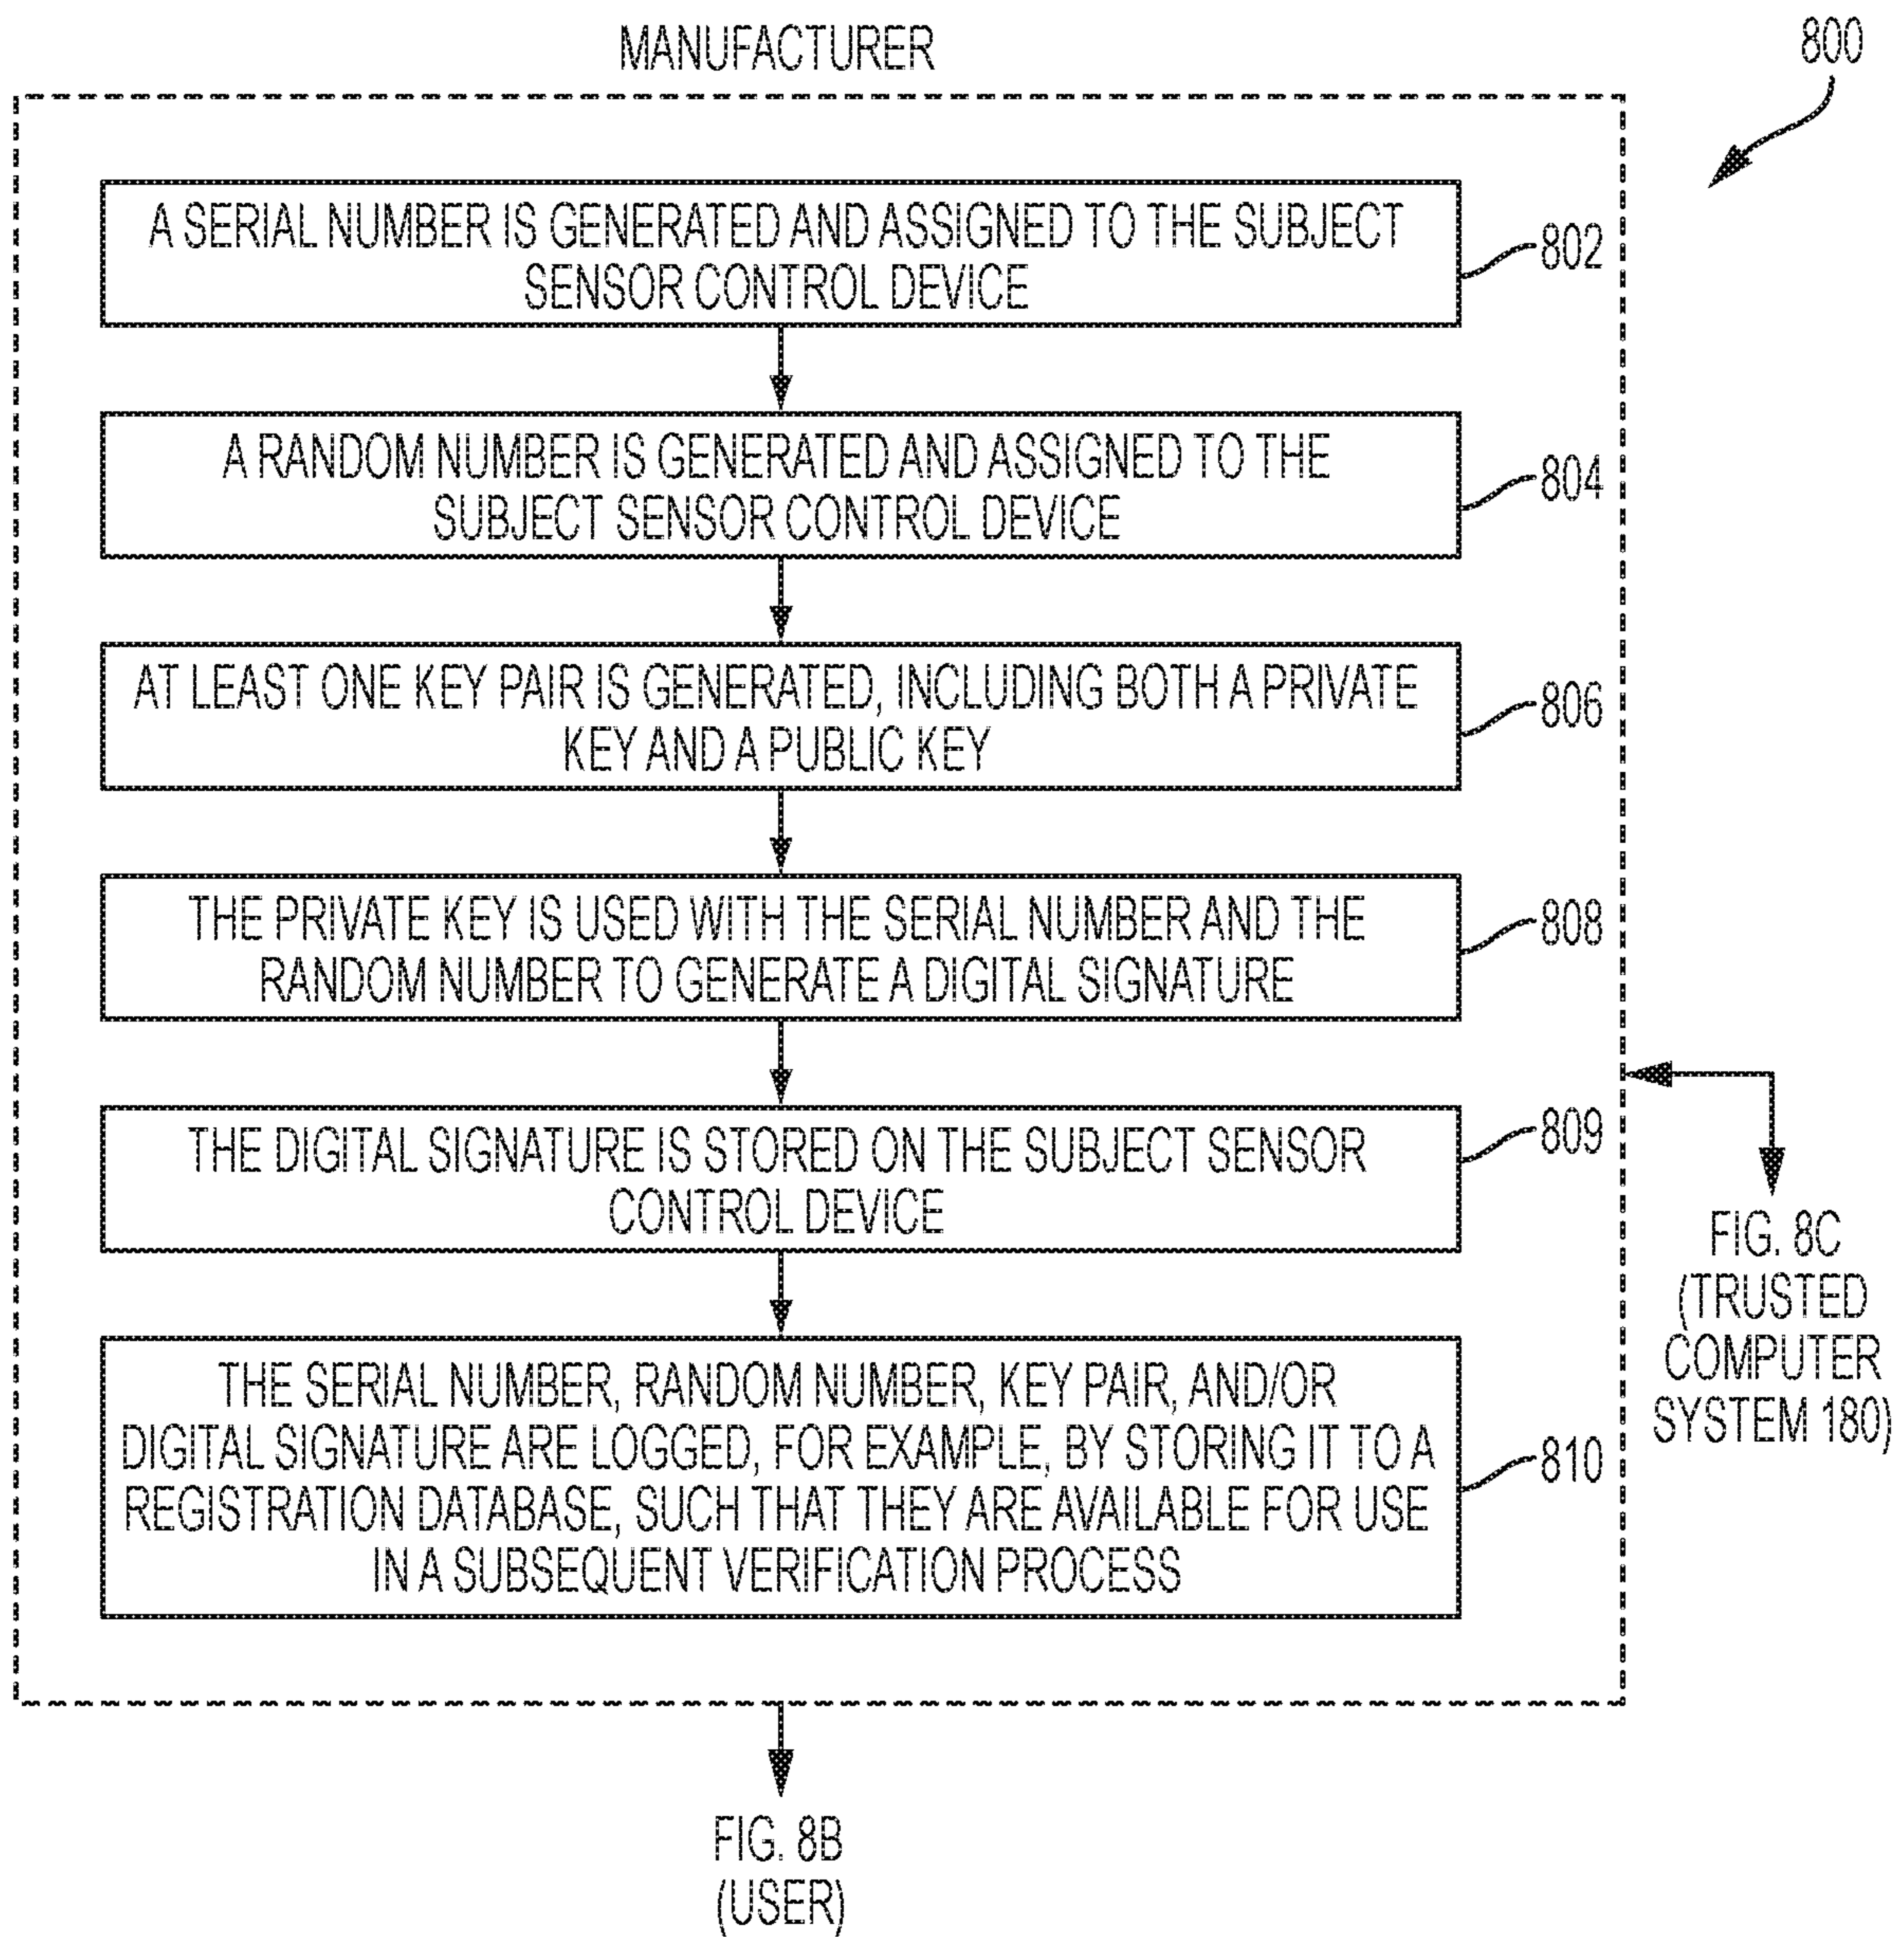 MANUFACTURER
800
A SERIAL NUMBER IS GENERATED AND ASSIGNED TO THE SUBJECT
SENSOR CONTROL DEVICE
802
A RANDOM NUMBER IS GENERATED AND ASSIGNED TO THE
SUBJECT SENSOR CONTROL DEVICE
804
AT LEAST ONE KEY PAIR IS GENERATED, INCLUDING BOTH A PRIVATE
KEY AND A PUBLIC KEY
806
THE PRIVATE KEY IS USED WITH THE SERIAL NUMBER AND THE
RANDOM NUMBER TO GENERATE A DIGITAL SIGNATURE
808
THE DIGITAL SIGNATURE IS STORED ON THE SUBJECT SENSOR
CONTROL DEVICE
809
THE SERIAL NUMBER, RANDOM NUMBER, KEY PAIR, AND/OR
DIGITAL SIGNATURE ARE LOGGED, FOR EXAMPLE, BY STORING IT TO A
REGISTRATION DATABASE, SUCH THAT THEY ARE AVAILABLE FOR USE
IN A SUBSEQUENT VERIFICATION PROCESS
810
FIG. 8C
(TRUSTED
COMPUTER
SYSTEM 180)
FIG. 8B
(USER)